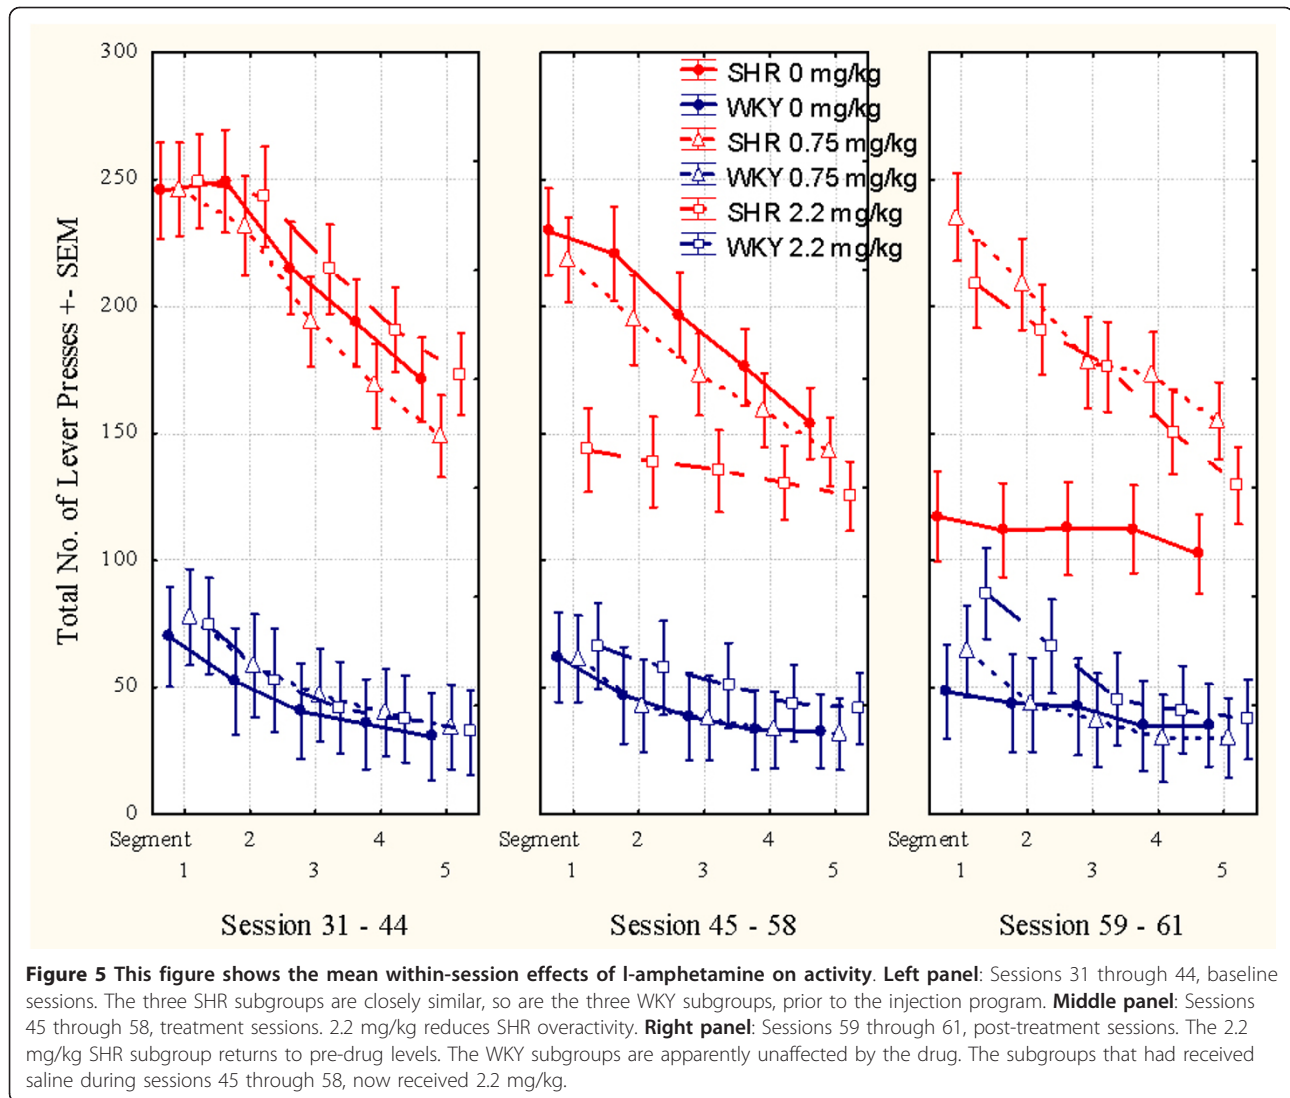 300
250
200
150
100
50
0
Total No. of Lever Presses +- SEM
SHR 0 mg/kg
WKY 0 mg/kg
SHR 0.75 mg/kg
WKY 0.75 mg/kg
SHR 2.2 mg/kg
WKY 2.2 mg/kg
Segment 2 4
1 3 5
Session 31 - 44
Segment 2 4
1 3 5
Session 45 - 58
Segment 2 4
1 3 5
Session 59 - 61
Figure 5 This figure shows the mean within-session effects of l-amphetamine on activity. Left panel: Sessions 31 through 44, baseline
sessions. The three SHR subgroups are closely similar, so are the three WKY subgroups, prior to the injection program. Middle panel: Sessions
45 through 58, treatment sessions. 2.2 mg/kg reduces SHR overactivity. Right panel: Sessions 59 through 61, post-treatment sessions. The 2.2
mg/kg SHR subgroup returns to pre-drug levels. The WKY subgroups are apparently unaffected by the drug. The subgroups that had received
saline during sessions 45 through 58, now received 2.2 mg/kg.